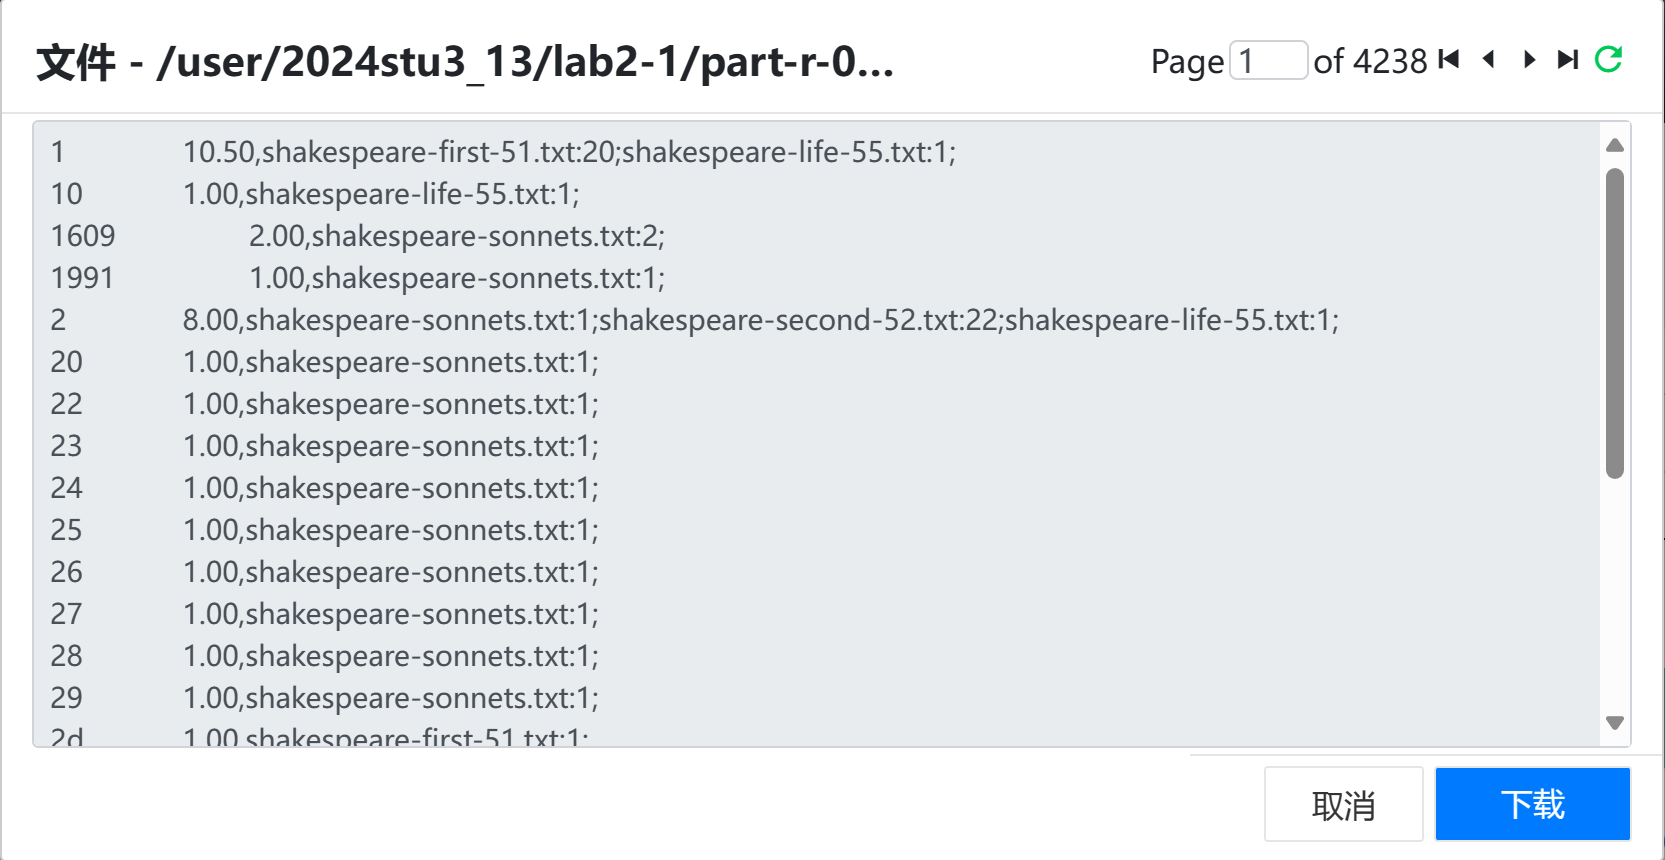 文件 - /user/2024stu3_13/lab2-1/part-r-0...
Page 1 of 4238
1 10.50,shakespeare-first-51.txt:20;shakespeare-life-55.txt:1;
10 1.00,shakespeare-life-55.txt:1;
1609 2.00,shakespeare-sonnets.txt:2;
1991 1.00,shakespeare-sonnets.txt:1;
2 8.00,shakespeare-sonnets.txt:1;shakespeare-second-52.txt:22;shakespeare-life-55.txt:1;
20 1.00,shakespeare-sonnets.txt:1;
22 1.00,shakespeare-sonnets.txt:1;
23 1.00,shakespeare-sonnets.txt:1;
24 1.00,shakespeare-sonnets.txt:1;
25 1.00,shakespeare-sonnets.txt:1;
26 1.00,shakespeare-sonnets.txt:1;
27 1.00,shakespeare-sonnets.txt:1;
28 1.00,shakespeare-sonnets.txt:1;
29 1.00,shakespeare-sonnets.txt:1;
2d 1.00,shakespeare-first-51.txt:1;
取消
下载